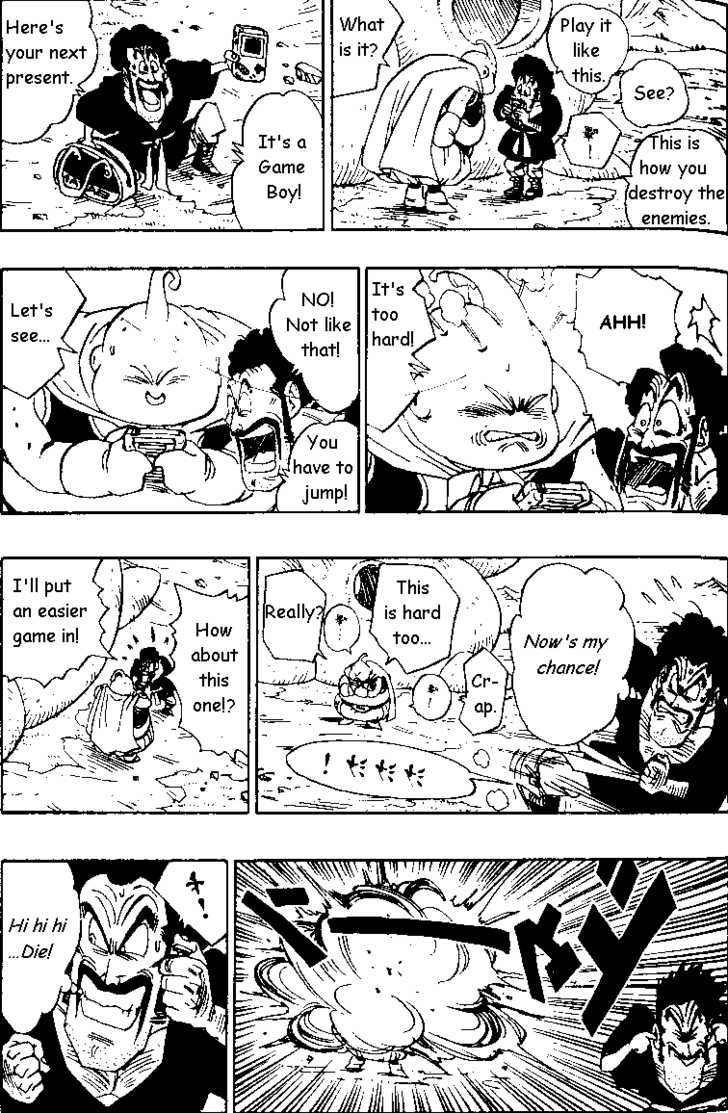 Here's
your next
present.
It's a
Game
Boy!
What
is it?
Play it
like
this.
See?
This is
how you
destroy the
enemies.
Let's
see...
NO!
Not like
that!
You
have to
jump!
It's
too
hard!
AHH!
I'll put
an easier
game in!
How
about
this
one!?
Really?
This
is hard
too...
Cr-
ap.
Now's my
chance!
Hi hi hi
...Die!